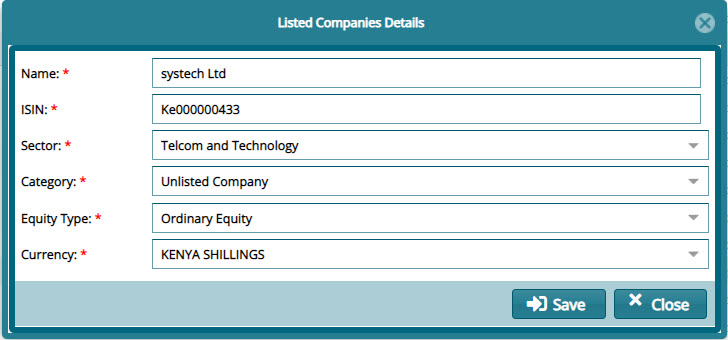 Listed Companies Details
Name: * systech Ltd
ISIN: * Ke000000433
Sector: * Telcom and Technology
Category: * Unlisted Company
Equity Type: * Ordinary Equity
Currency: * KENYA SHILLINGS
Save Close